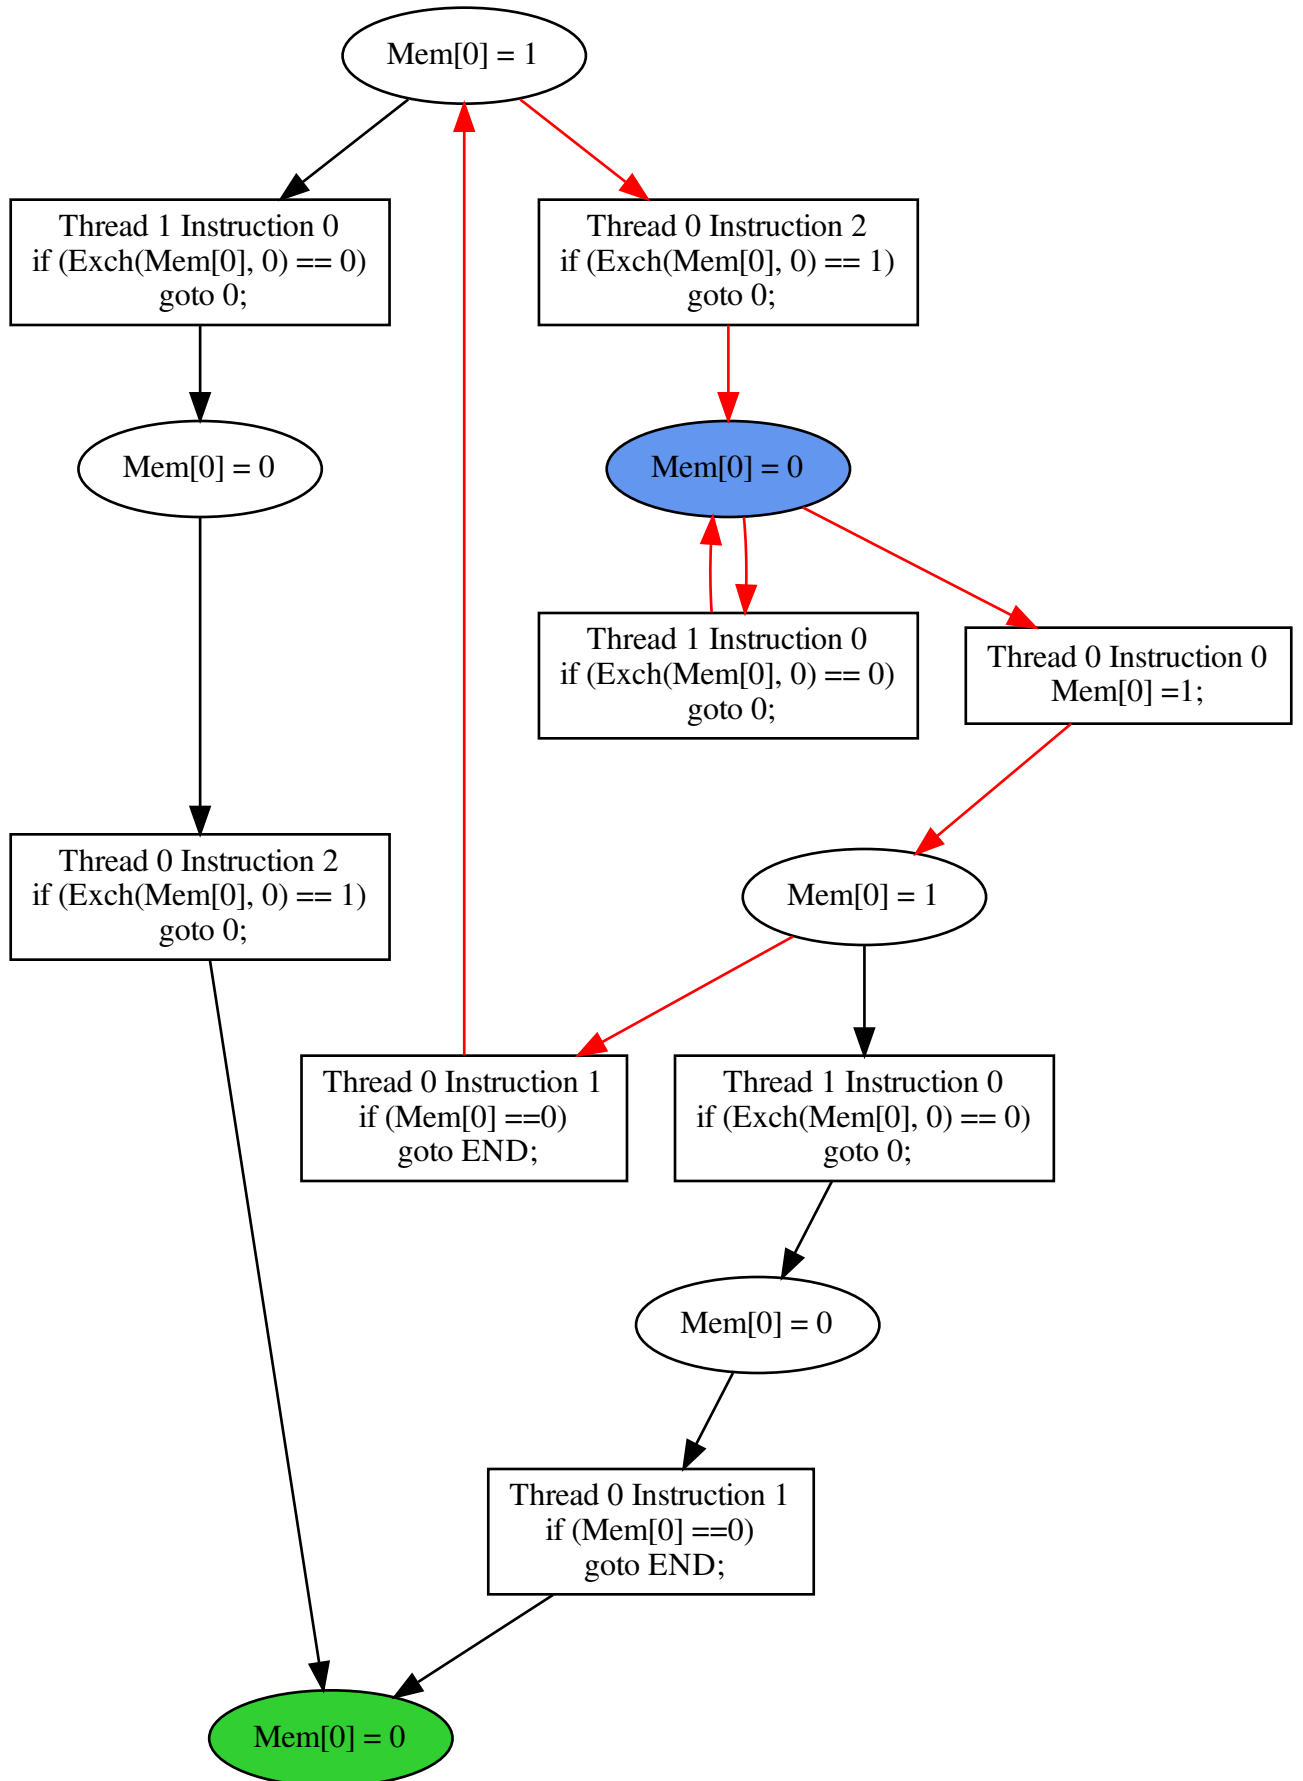 Mem[0] = 1
Thread 1 Instruction 0
if (Exch(Mem[0], 0) == 0)
goto 0;
Thread 0 Instruction 2
if (Exch(Mem[0], 0) == 1)
goto 0;
Mem[0] = 0
Mem[0] = 0
Thread 1 Instruction 0
if (Exch(Mem[0], 0) == 0)
goto 0;
Thread 0 Instruction 0
Mem[0] =1;
Thread 0 Instruction 2
if (Exch(Mem[0], 0) == 1)
goto 0;
Mem[0] = 1
Thread 0 Instruction 1
if (Mem[0] ==0)
goto END;
Thread 1 Instruction 0
if (Exch(Mem[0], 0) == 0)
goto 0;
Mem[0] = 0
Thread 0 Instruction 1
if (Mem[0] ==0)
goto END;
Mem[0] = 0